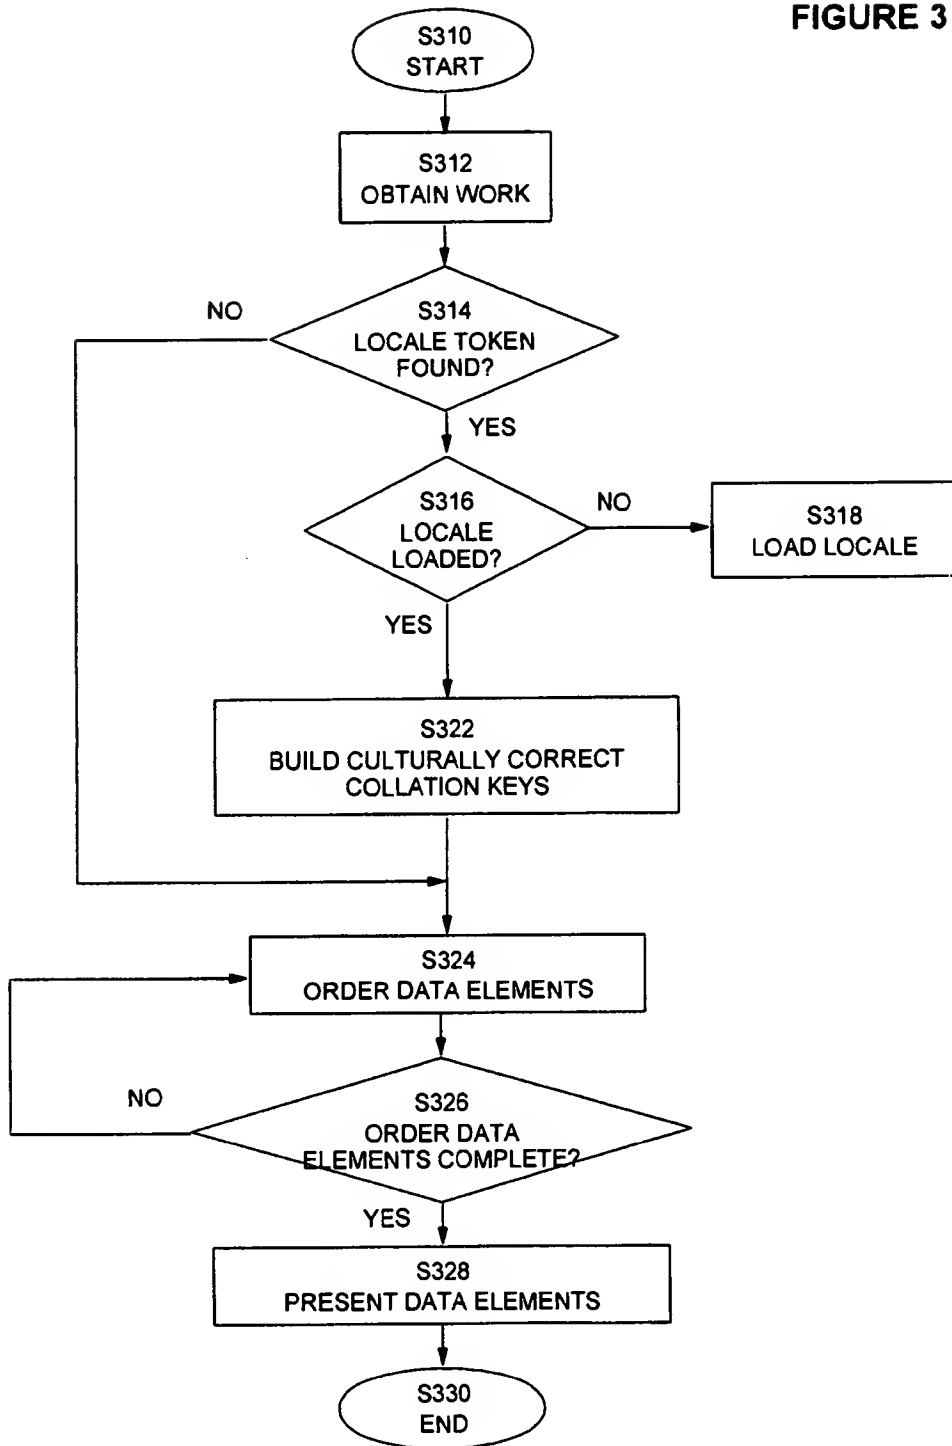 FIGURE 3
S310
START
S312
OBTAIN WORK
NO
S314
LOCALE TOKEN
FOUND?
YES
S316
LOCALE
LOADED?
NO
S318
LOAD LOCALE
YES
S322
BUILD CULTURALLY CORRECT
COLLATION KEYS
S324
ORDER DATA ELEMENTS
NO
S326
ORDER DATA
ELEMENTS COMPLETE?
YES
S328
PRESENT DATA ELEMENTS
S330
END